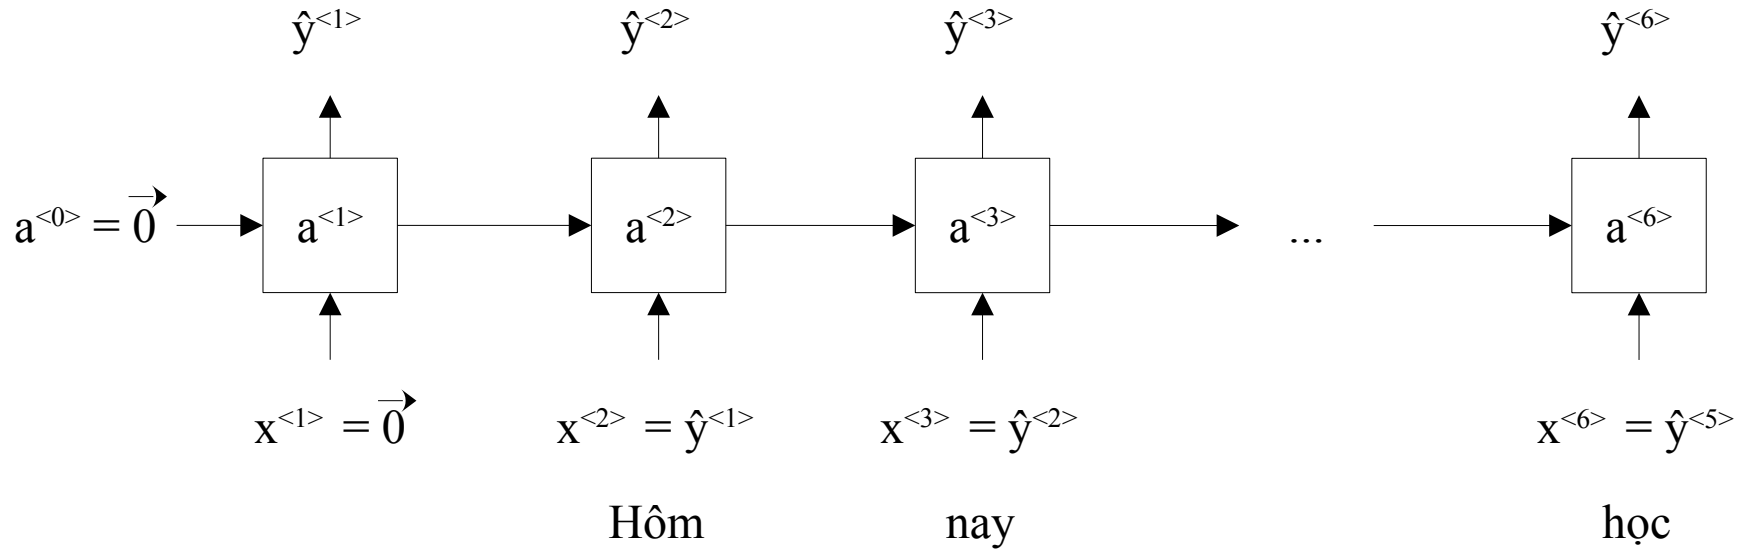 ŷ<1> ŷ<2> ŷ<3> ŷ<6>
a<0> = 0⃗ a<1> a<2> a<3> ... a<6>
x<1> = 0⃗ x<2> = ŷ<1> x<3> = ŷ<2> x<6> = ŷ<5>
Hôm nay học